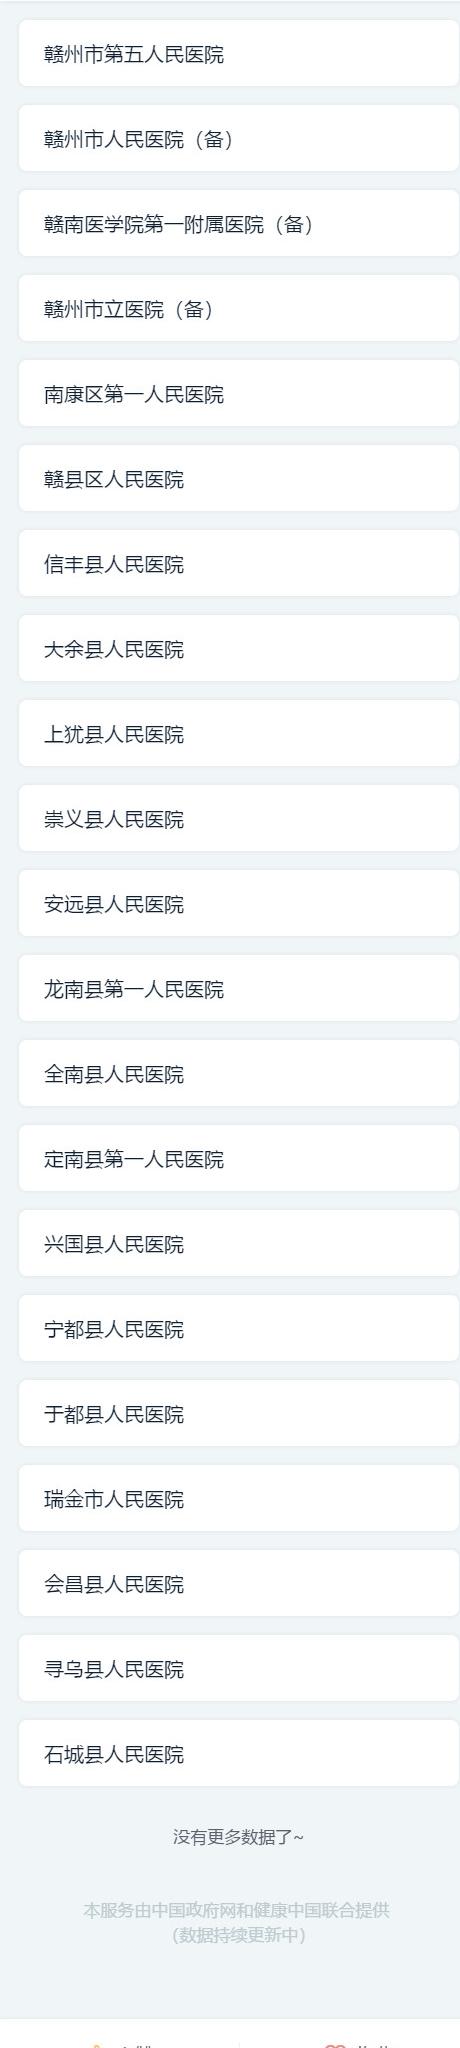 赣州市第五人民医院
赣州市人民医院（备）
赣南医学院第一附属医院（备）
赣州市立医院（备）
南康区第一人民医院
赣县区人民医院
信丰县人民医院
大余县人民医院
上犹县人民医院
崇义县人民医院
安远县人民医院
龙南县第一人民医院
全南县人民医院
定南县第一人民医院
兴国县人民医院
宁都县人民医院
于都县人民医院
瑞金市人民医院
会昌县人民医院
寻乌县人民医院
石城县人民医院
没有更多数据了~
本服务由中国政府网和健康中国联合提供
（数据持续更新中）